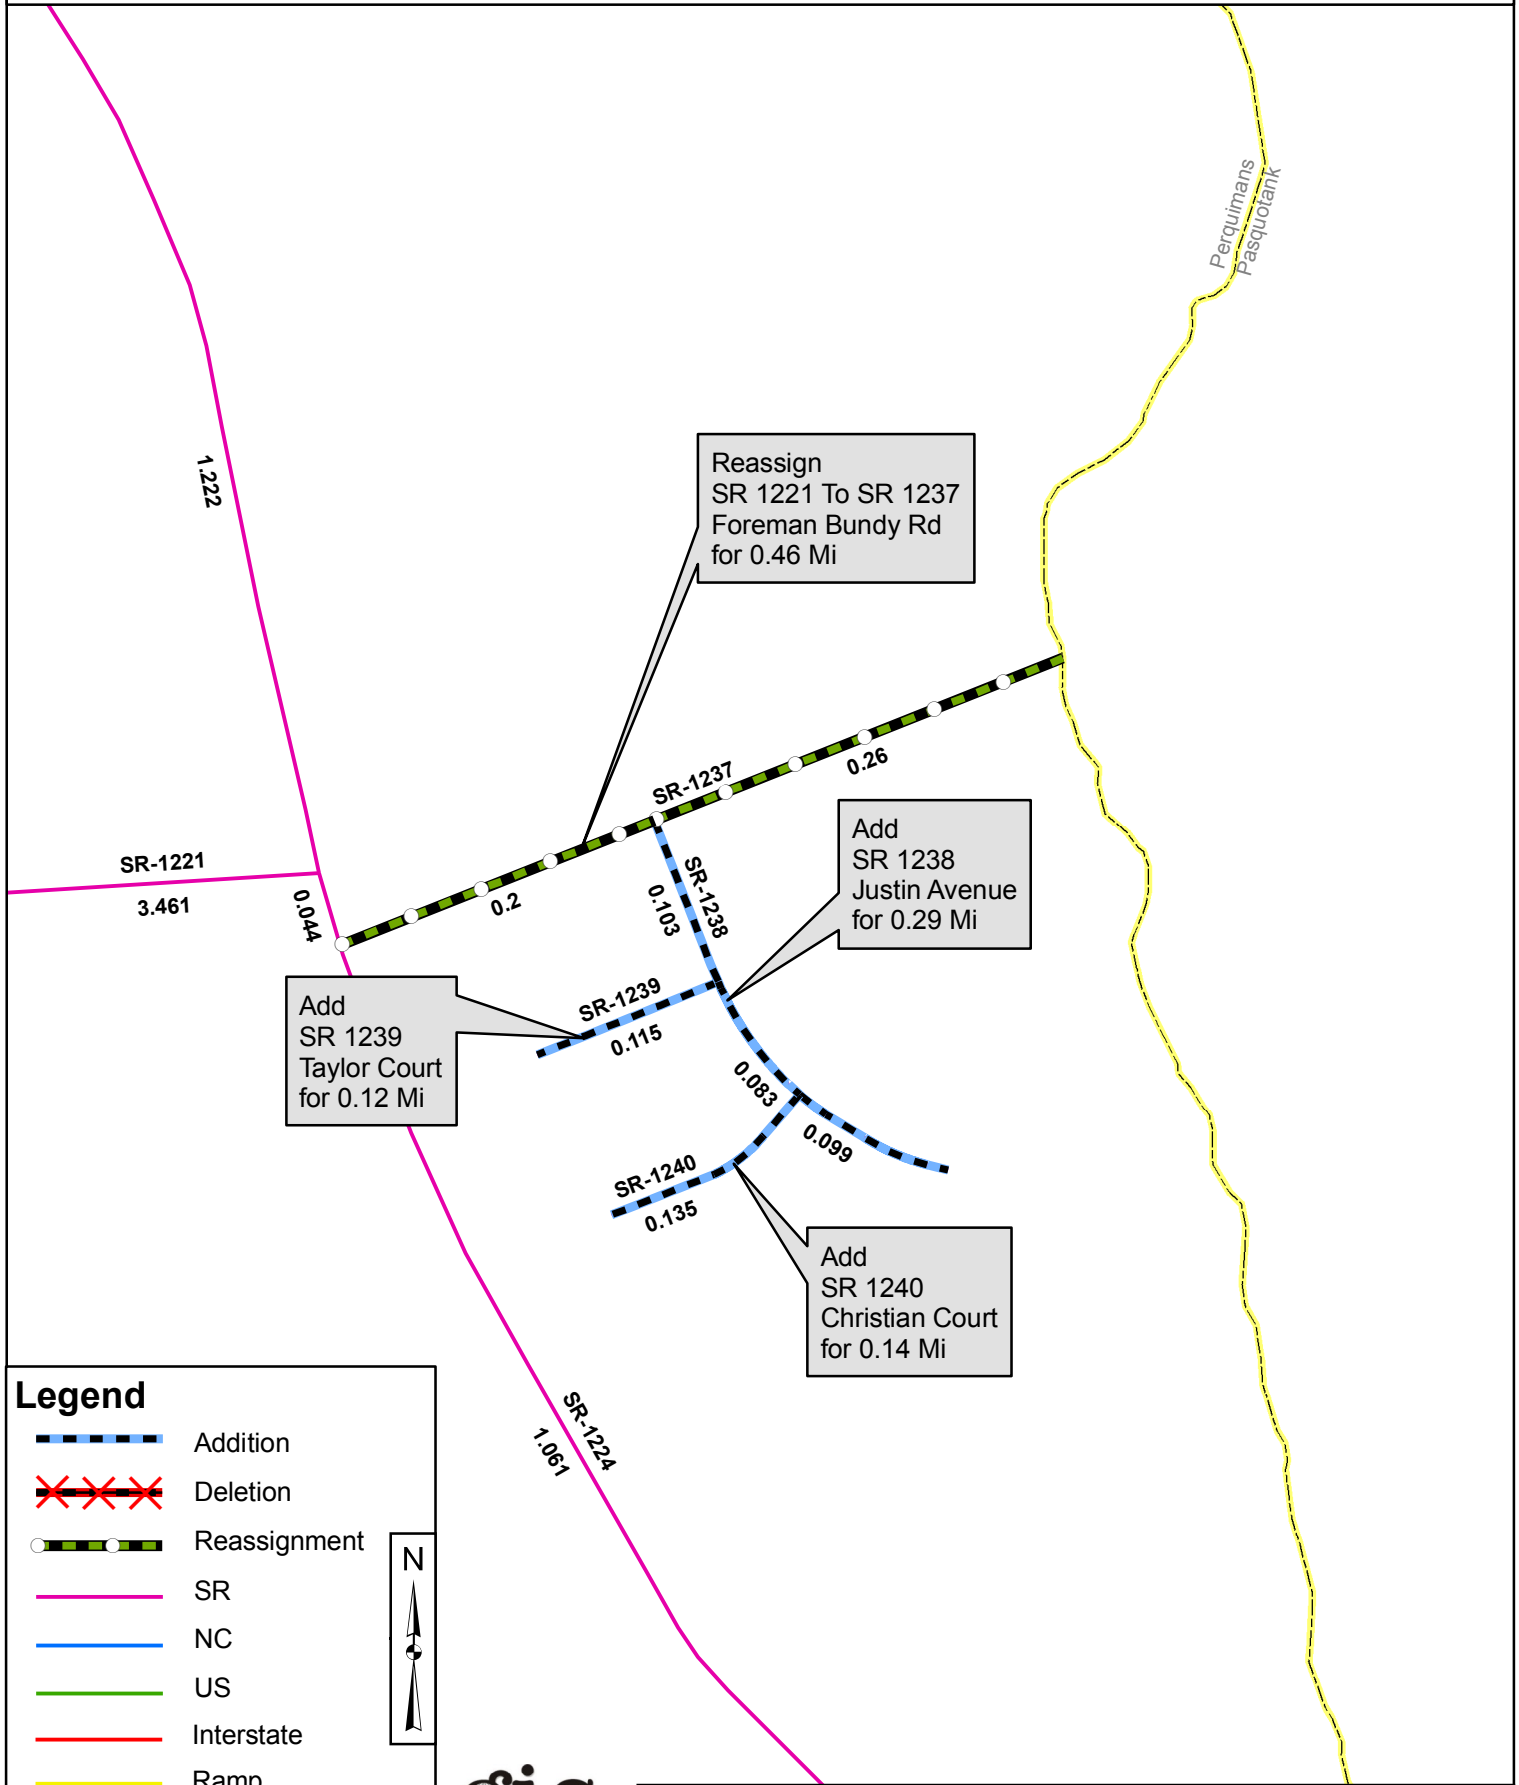 Perquimans
Pasquotank
1.222
Reassign
SR 1221 To SR 1237
Foreman Bundy Rd
for 0.46 Mi
SR-1237
0.26
0.2
SR-1221
3.461
0.044
Add
SR 1238
Justin Avenue
for 0.29 Mi
SR-1238
0.103
SR-1239
0.115
Add
SR 1239
Taylor Court
for 0.12 Mi
0.083
0.099
SR-1240
0.135
Add
SR 1240
Christian Court
for 0.14 Mi
SR-1224
1.061
Legend
Addition
Deletion
Reassignment
SR
NC
US
Interstate
Ramp
N